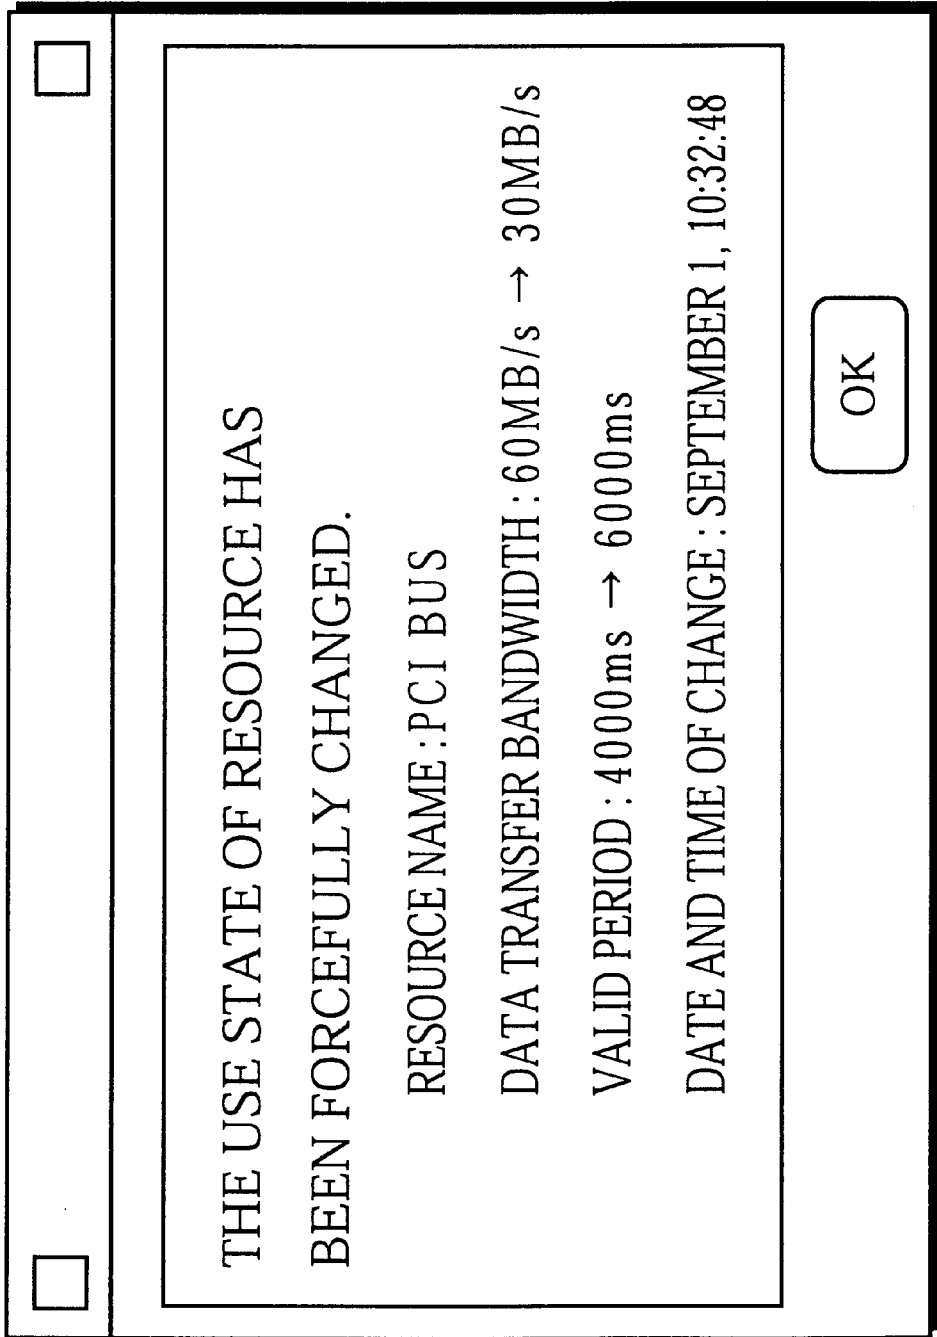 THE USE STATE OF RESOURCE HAS
BEEN FORCEFULLY CHANGED.
RESOURCE NAME : PCI BUS
DATA TRANSFER BANDWIDTH : 60MB/s → 30MB/s
VALID PERIOD : 4000ms → 6000ms
DATE AND TIME OF CHANGE : SEPTEMBER 1, 10:32:48
OK